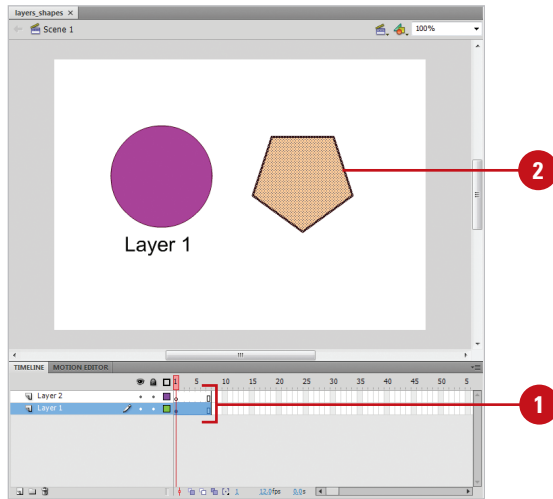 layers_shapes ×
Scene 1
100%
Layer 1
2
TIMELINE MOTION EDITOR
1 5 10 15 20 25 30 35 40 45 50 5
Layer 2
Layer 1
1
1 12.0fps 0.0s